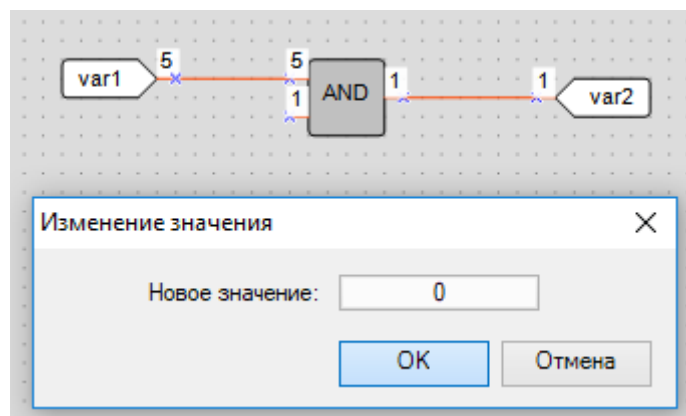 5 5
var1 AND 1 1 var2
1
Изменение значения
Новое значение: 0
OK Отмена